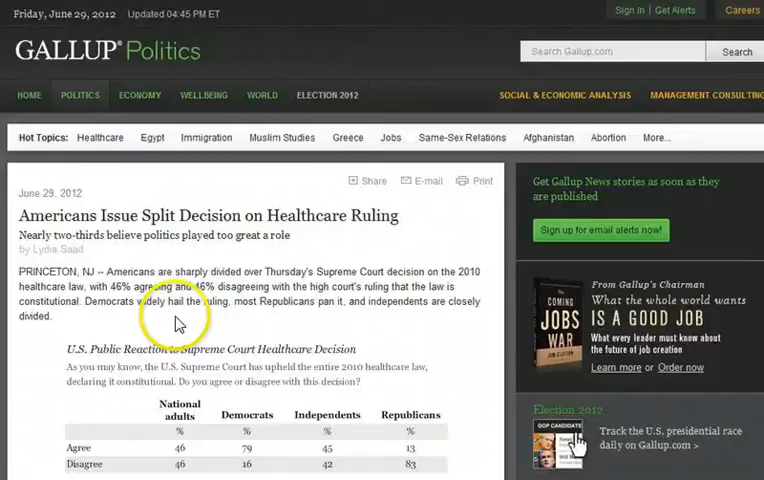 Friday, June 29, 2012 Updated 04:45 PM ET
Sign In | Get Alerts Careers
GALLUP® Politics
Search Gallup.com Search
HOME POLITICS ECONOMY WELLBEING WORLD ELECTION 2012 SOCIAL & ECONOMIC ANALYSIS MANAGEMENT CONSULTING
Hot Topics: Healthcare Egypt Immigration Muslim Studies Greece Jobs Same-Sex Relations Afghanistan Abortion More...
Share E-mail Print
June 29, 2012
Americans Issue Split Decision on Healthcare Ruling
Nearly two-thirds believe politics played too great a role
by Lydia Saad
PRINCETON, NJ -- Americans are sharply divided over Thursday's Supreme Court decision on the 2010
healthcare law, with 46% agreeing and 46% disagreeing with the high court's ruling that the law is
constitutional. Democrats widely hail the ruling, most Republicans pan it, and independents are closely
divided.
U.S. Public Reaction to Supreme Court Healthcare Decision
As you may know, the U.S. Supreme Court has upheld the entire 2010 healthcare law,
declaring it constitutional. Do you agree or disagree with this decision?
National
adults Democrats Independents Republicans
% % % %
Agree 46 79 45 13
Disagree 46 16 42 83
Get Gallup News stories as soon as they
are published
Sign up for email alerts now!
THE
COMING
JOBS
WAR
JIM CLIFTON
From Gallup's Chairman
What the whole world wants
IS A GOOD JOB
What every leader must know about
the future of job creation
Learn more or Order now
Election 2012
GOP CANDIDATE
Track the U.S. presidential race
daily on Gallup.com >